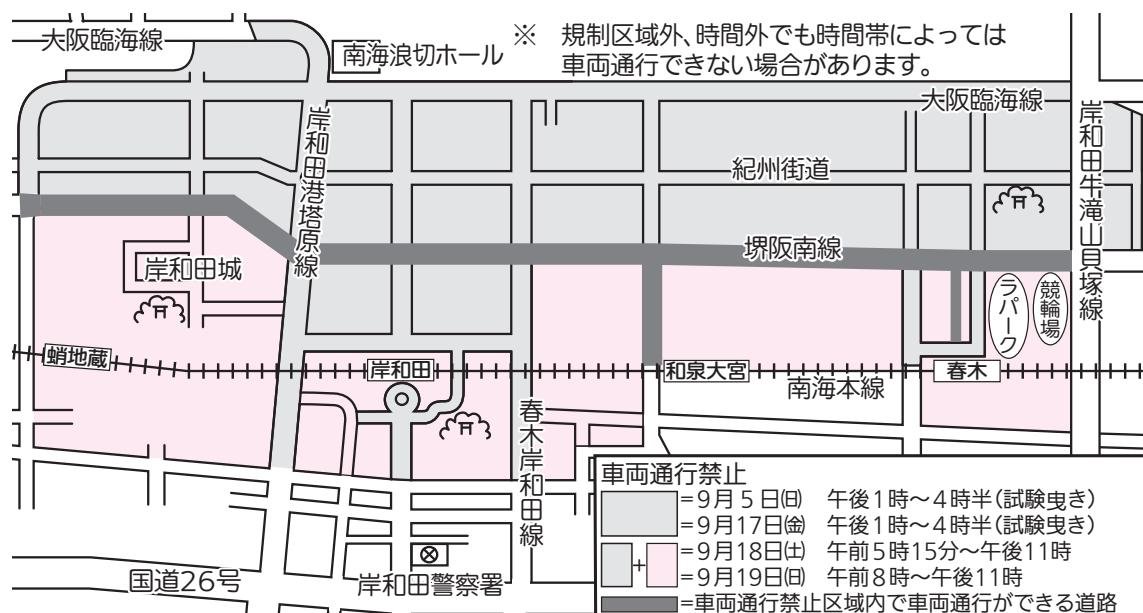 大阪臨海線
南海浪切ホール
※ 規制区域外、時間外でも時間帯によっては
車両通行できない場合があります。
大阪臨海線
岸和田港塔原線
紀州街道
岸和田牛滝山貝塚線
堺阪南線
岸和田城
ラパーク
競輪場
蛸地蔵
岸和田
和泉大宮
春木
南海本線
春木岸和田線
国道26号
岸和田警察署
車両通行禁止
=9月5日㈰ 午後1時〜4時半(試験曳き)
=9月17日㈮ 午後1時〜4時半(試験曳き)
+ =9月18日㈯ 午前5時15分〜午後11時
=9月19日㈰ 午前8時〜午後11時
=車両通行禁止区域内で車両通行ができる道路